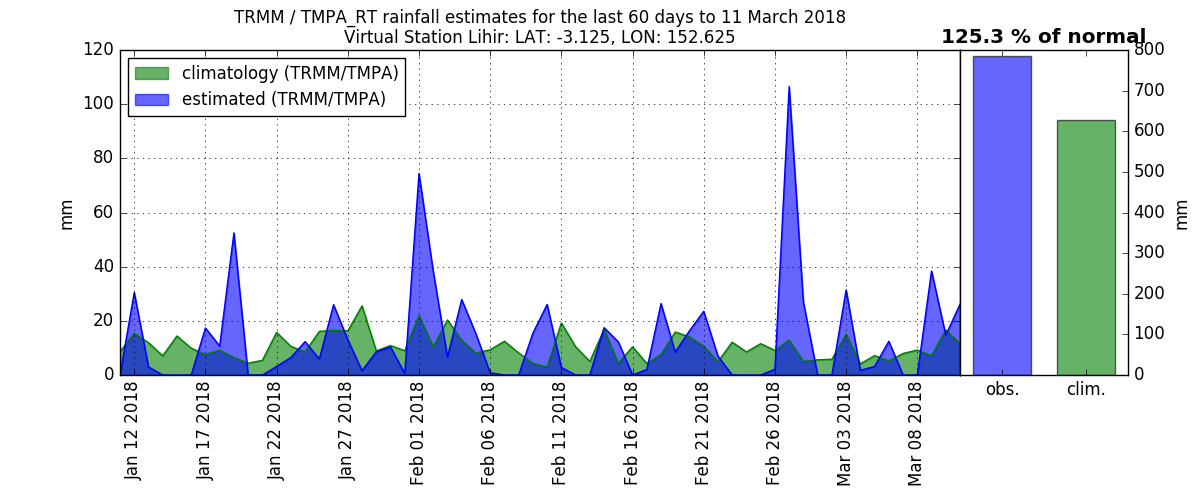 TRMM / TMPA_RT rainfall estimates for the last 60 days to 11 March 2018
Virtual Station Lihir: LAT: -3.125, LON: 152.625
125.3 % of normal
climatology (TRMM/TMPA)
estimated (TRMM/TMPA)
120
100
80
60
40
20
0
mm
Jan 12 2018
Jan 17 2018
Jan 22 2018
Jan 27 2018
Feb 01 2018
Feb 06 2018
Feb 11 2018
Feb 16 2018
Feb 21 2018
Feb 26 2018
Mar 03 2018
Mar 08 2018
800
700
600
500
400
300
200
100
0
mm
obs.
clim.